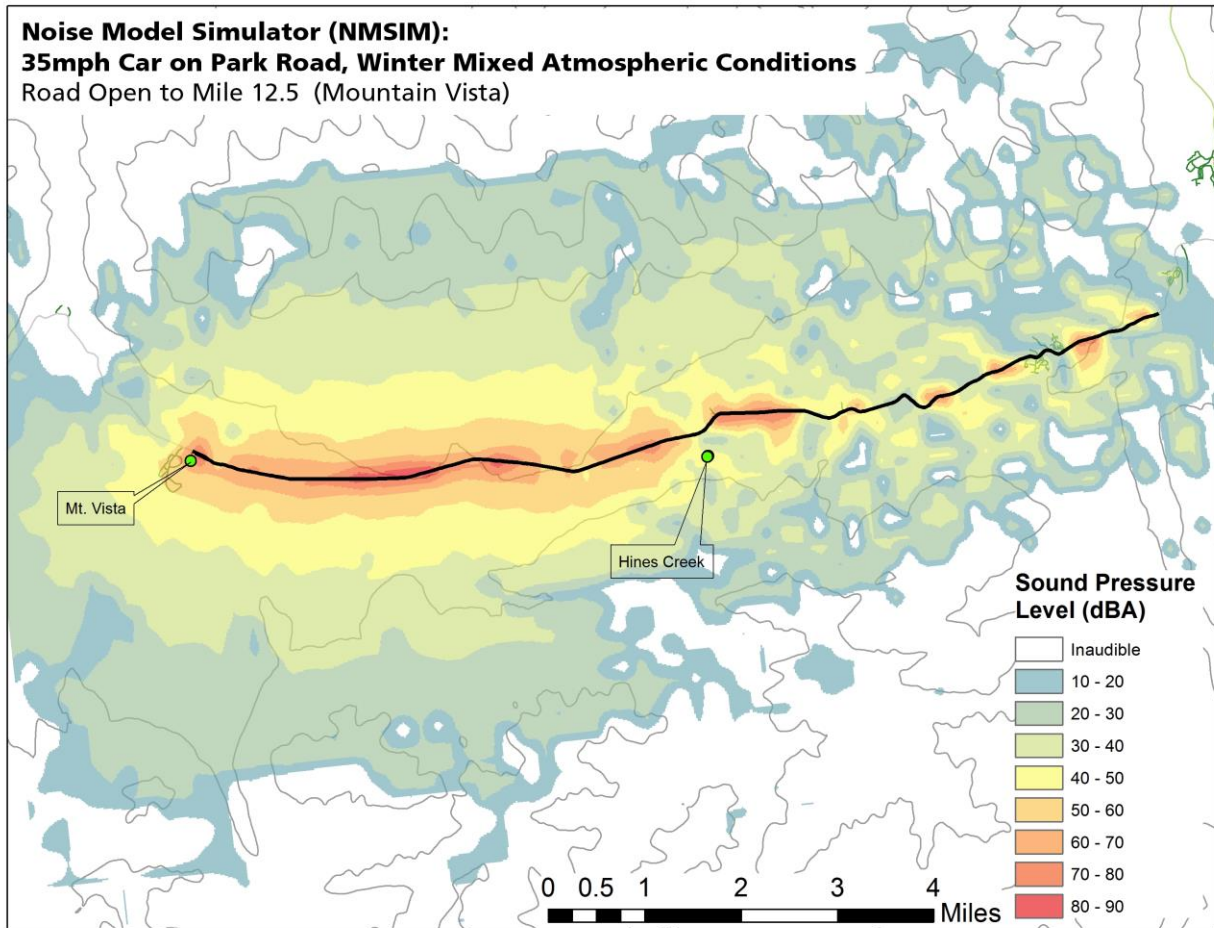 Noise Model Simulator (NMSIM):
35mph Car on Park Road, Winter Mixed Atmospheric Conditions
Road Open to Mile 12.5 (Mountain Vista)
Mt. Vista
Hines Creek
Sound Pressure
Level (dBA)
Inaudible
10 - 20
20 - 30
30 - 40
40 - 50
50 - 60
60 - 70
70 - 80
80 - 90
0 0.5 1 2 3 4
Miles